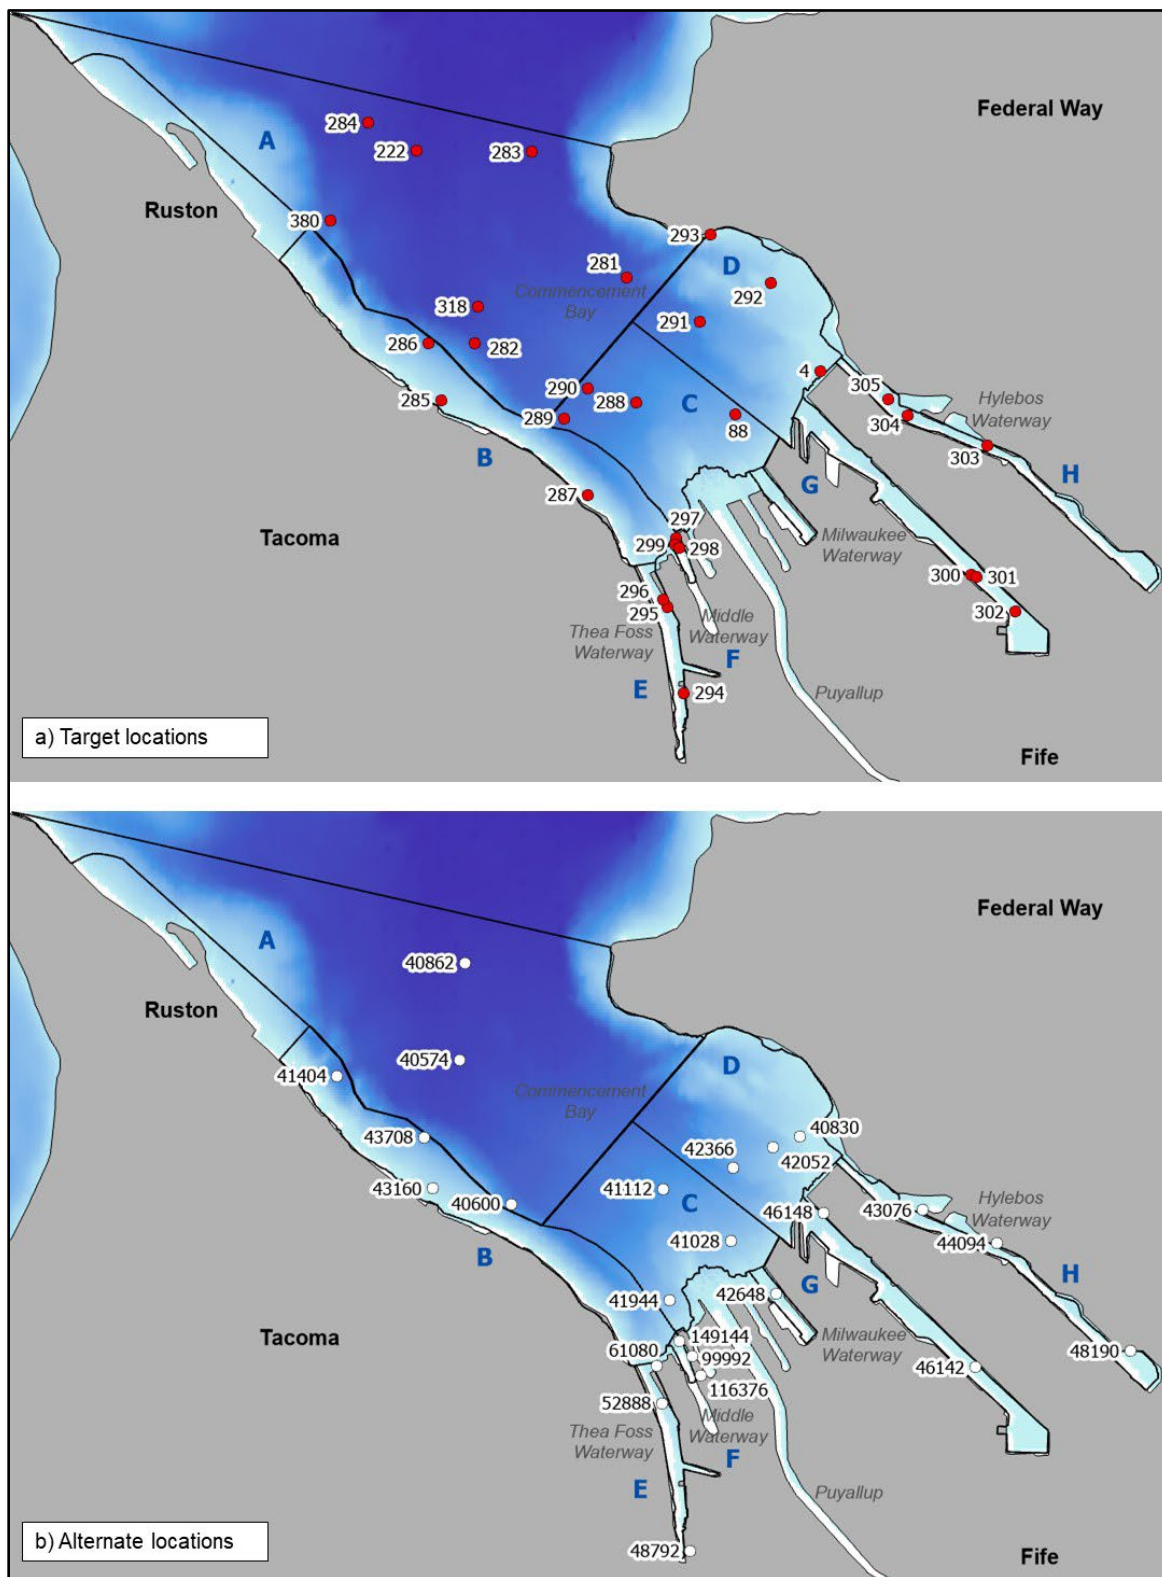 Federal Way
284
A
222
283
Ruston
380
293
D
281
292
Commencement
Bay
318
291
286
282
4
305
290
288
C
285
304
Hylebos
Waterway
289
88
B
303
H
287
G
297
Tacoma
299
298
Milwaukee
Waterway
300
301
296
295
302
Thea Foss
Waterway
Middle
Waterway
F
E
294
Puyallup
a) Target locations
Fife
Federal Way
A
40862
Ruston
40574
D
41404
Commencement
Bay
43708
40830
42366
42052
43160
41112
C
40600
46148
43076
Hylebos
Waterway
B
41028
44094
H
G
41944
42648
Tacoma
149144
Milwaukee
Waterway
61080
99992
48190
46142
116376
52888
Middle
Waterway
Thea Foss
Waterway
F
E
Puyallup
b) Alternate locations
48792
Fife